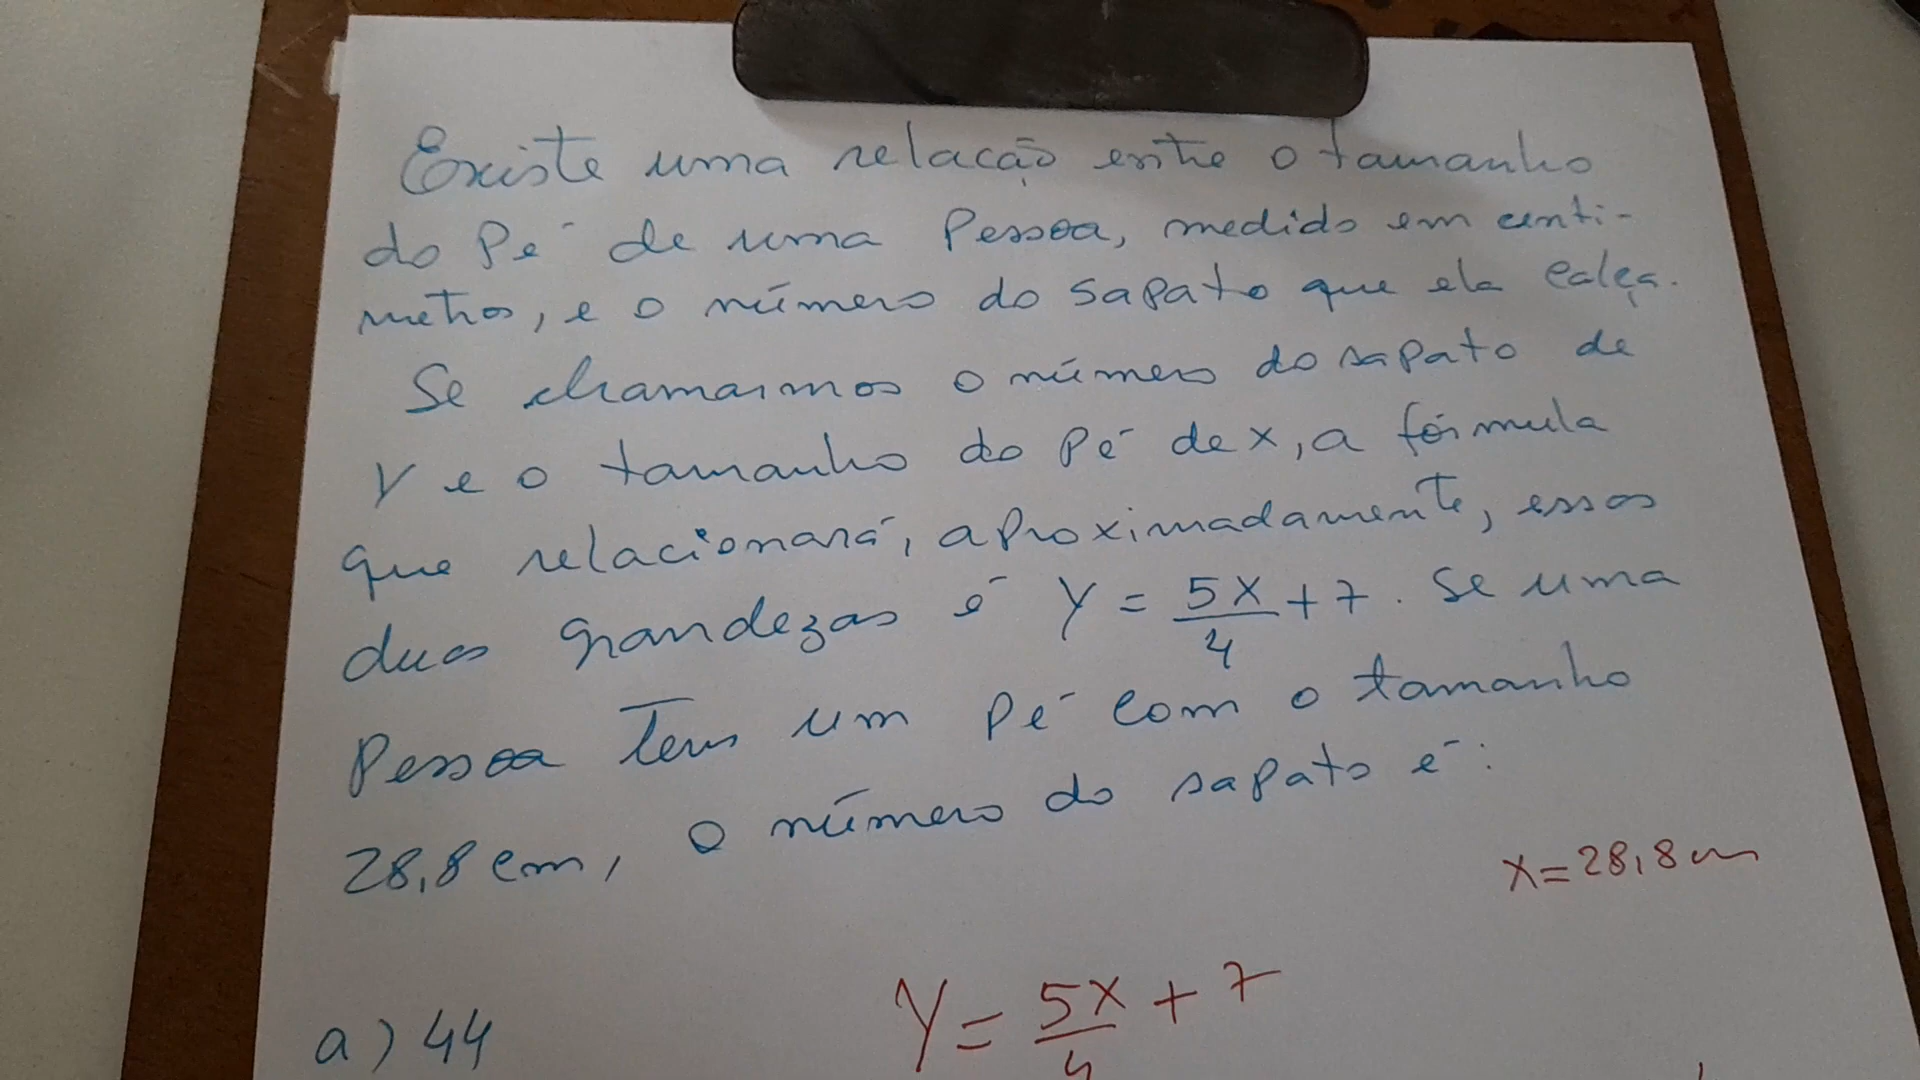 Existe uma relação entre o tamanho
do Pé de uma Pessoa, medido em centi-
metros, e o número do sapato que ela calça.
Se chamarmos o número do sapato de
Y e o tamanho do Pé de X, a fórmula
que relacionará, aproximadamente, essas
duas grandezas é Y = 5X/4 + 7. Se uma
Pessoa tem um Pé com o tamanho
28,8 cm, o número do sapato é:
X = 28,8 cm
Y = 5X/4 + 7
a) 44